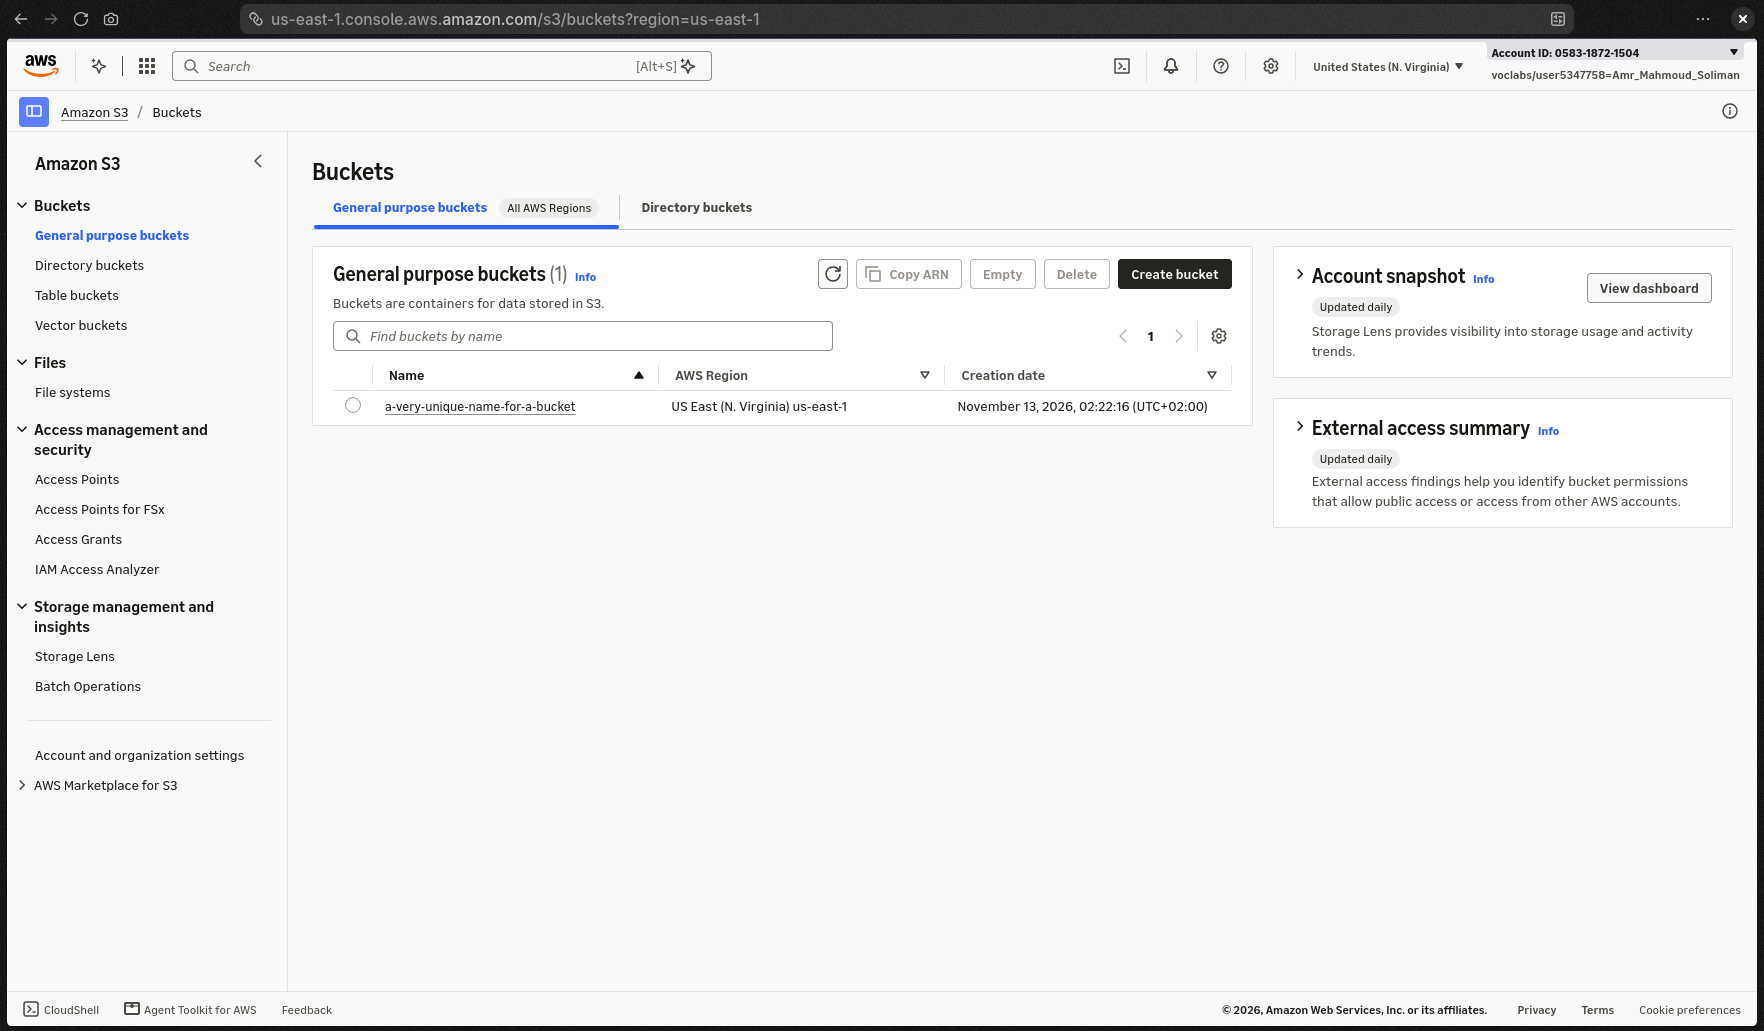 us-east-1.console.aws.amazon.com/s3/buckets?region=us-east-1
aws
Search
[Alt+S]
United States (N. Virginia)
Account ID: 0583-1872-1504
voclabs/user5347758=Amr_Mahmoud_Soliman
Amazon S3 / Buckets
Amazon S3
Buckets
General purpose buckets
Directory buckets
Table buckets
Vector buckets
Files
File systems
Access management and
security
Access Points
Access Points for FSx
Access Grants
IAM Access Analyzer
Storage management and
insights
Storage Lens
Batch Operations
Account and organization settings
AWS Marketplace for S3
Buckets
General purpose buckets All AWS Regions
Directory buckets
General purpose buckets (1) Info
Copy ARN
Empty
Delete
Create bucket
Buckets are containers for data stored in S3.
Find buckets by name
1
Name AWS Region Creation date
a-very-unique-name-for-a-bucket US East (N. Virginia) us-east-1 November 13, 2026, 02:22:16 (UTC+02:00)
Account snapshot Info
View dashboard
Updated daily
Storage Lens provides visibility into storage usage and activity
trends.
External access summary Info
Updated daily
External access findings help you identify bucket permissions
that allow public access or access from other AWS accounts.
CloudShell
Agent Toolkit for AWS
Feedback
© 2026, Amazon Web Services, Inc. or its affiliates.
Privacy
Terms
Cookie preferences